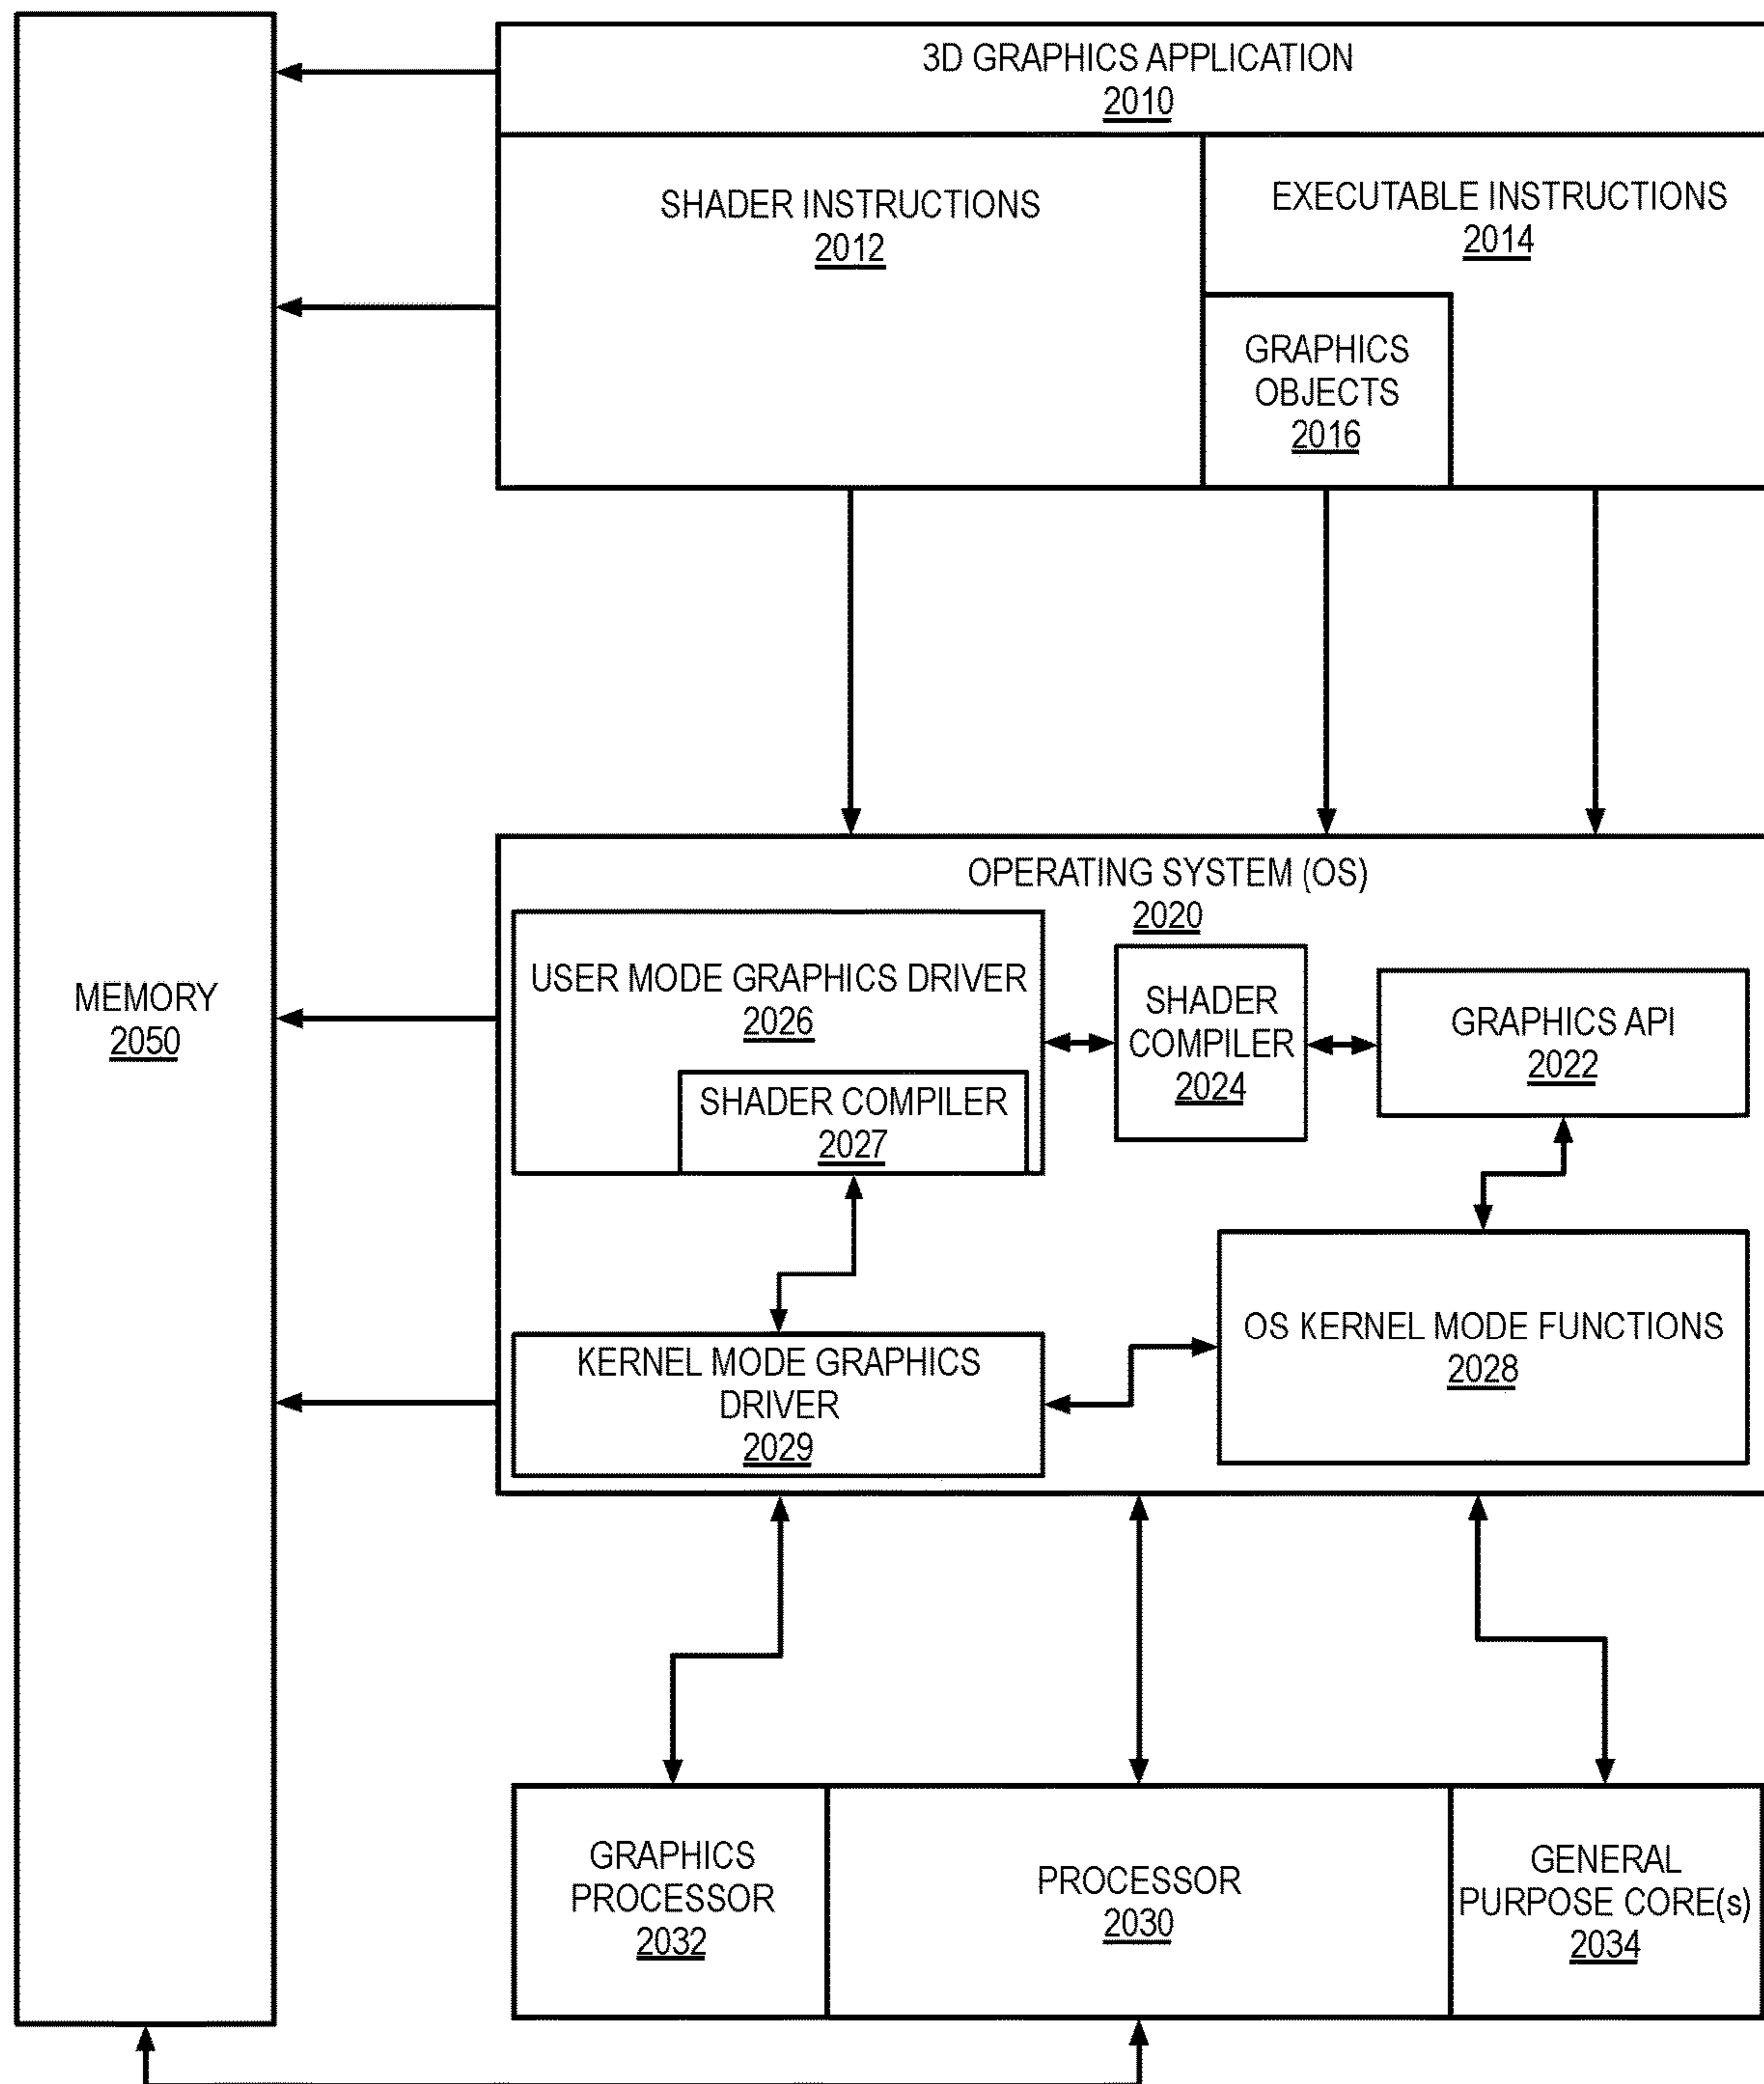 3D GRAPHICS APPLICATION
2010
SHADER INSTRUCTIONS
2012
EXECUTABLE INSTRUCTIONS
2014
GRAPHICS
OBJECTS
2016
OPERATING SYSTEM (OS)
2020
USER MODE GRAPHICS DRIVER
2026
SHADER COMPILER
2027
SHADER
COMPILER
2024
GRAPHICS API
2022
MEMORY
2050
KERNEL MODE GRAPHICS
DRIVER
2029
OS KERNEL MODE FUNCTIONS
2028
GRAPHICS
PROCESSOR
2032
PROCESSOR
2030
GENERAL
PURPOSE CORE(s)
2034